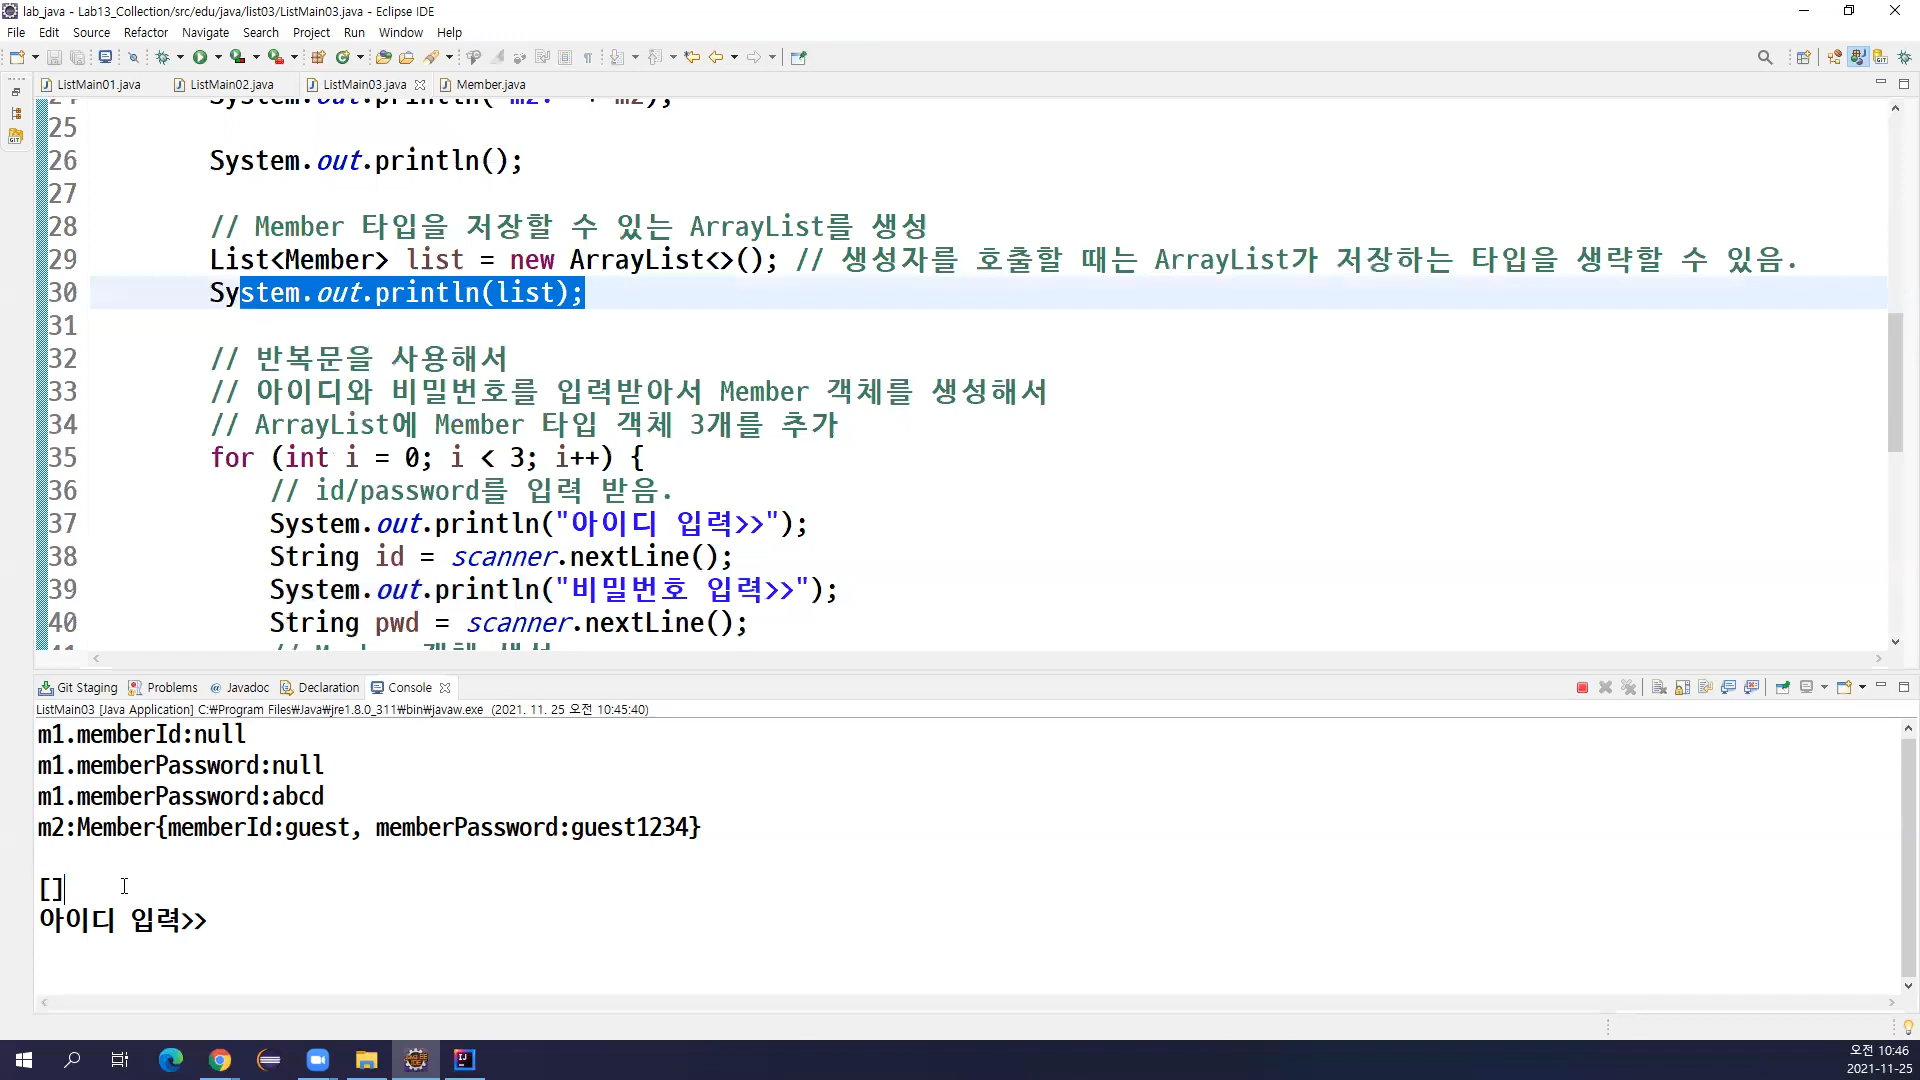 lab_java - Lab13_Collection/src/edu/java/list03/ListMain03.java - Eclipse IDE
File Edit Source Refactor Navigate Search Project Run Window Help
ListMain01.java ListMain02.java ListMain03.java Member.java
24 System.out.println("m2:" + m2);
25
26 System.out.println();
27
28 // Member 타입을 저장할 수 있는 ArrayList를 생성
29 List<Member> list = new ArrayList<>(); // 생성자를 호출할 때는 ArrayList가 저장하는 타입을 생략할 수 있음.
30 System.out.println(list);
31
32 // 반복문을 사용해서
33 // 아이디와 비밀번호를 입력받아서 Member 객체를 생성해서
34 // ArrayList에 Member 타입 객체 3개를 추가
35 for (int i = 0; i < 3; i++) {
36 // id/password를 입력 받음.
37 System.out.println("아이디 입력>>");
38 String id = scanner.nextLine();
39 System.out.println("비밀번호 입력>>");
40 String pwd = scanner.nextLine();
41 // Member 객체 생성
Git Staging Problems @ Javadoc Declaration Console
ListMain03 [Java Application] C:₩Program Files₩Java₩jre1.8.0_311₩bin₩javaw.exe (2021. 11. 25 오전 10:45:40)
m1.memberId:null
m1.memberPassword:null
m1.memberPassword:abcd
m2:Member{memberId:guest, memberPassword:guest1234}
[]
아이디 입력>>
오전 10:46
2021-11-25